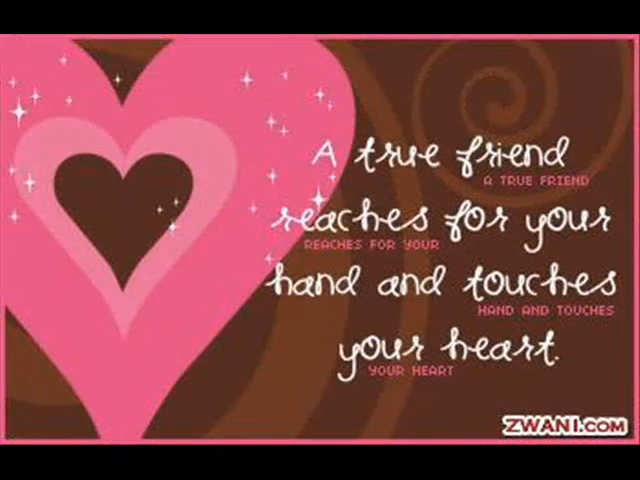 A true friend
A TRUE FRIEND
reaches for your
REACHES FOR YOUR
hand and touches
HAND AND TOUCHES
your heart.
YOUR HEART
ZWANI.COM